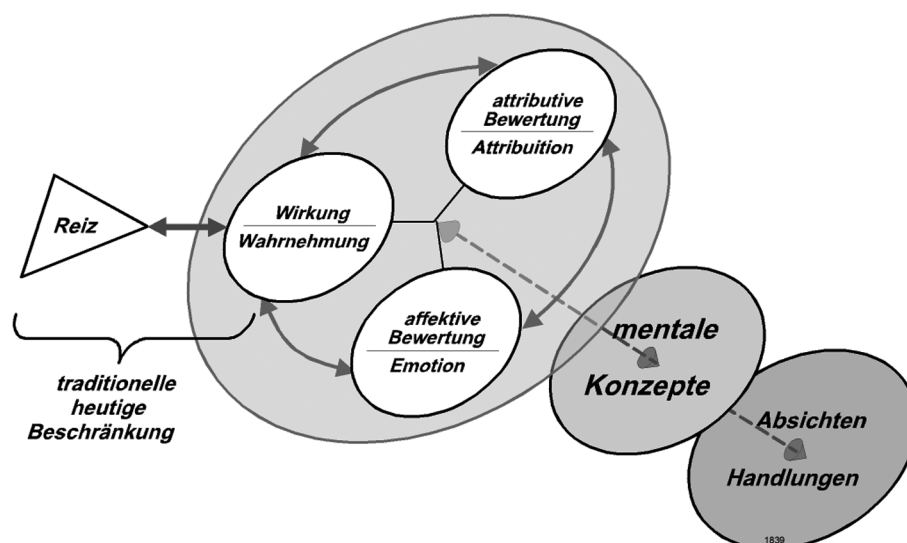 attributive
Bewertung
Attribuition
Reiz
Wirkung
Wahrnehmung
affektive
Bewertung
Emotion
mentale
Konzepte
traditionelle
heutige
Beschränkung
Absichten
Handlungen
1839